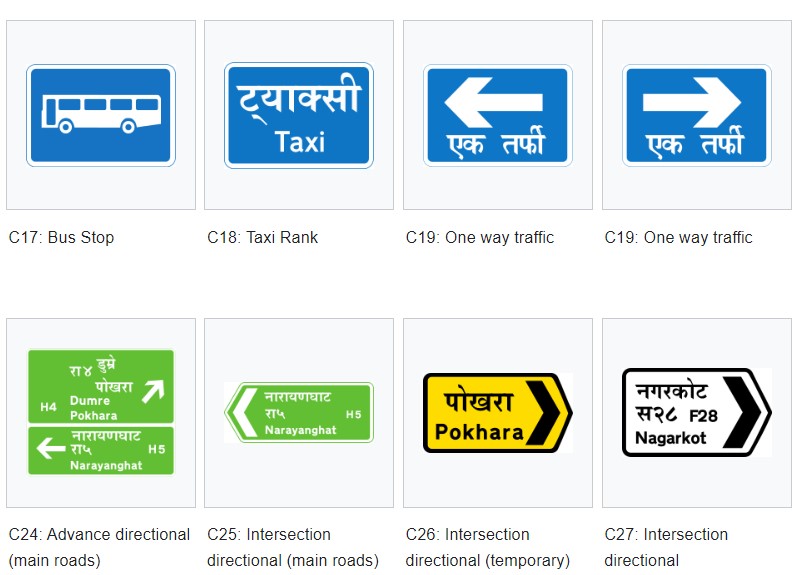 ट्याक्सी
Taxi
एक तर्फी
एक तर्फी
C17: Bus Stop
C18: Taxi Rank
C19: One way traffic
C19: One way traffic
डुम्रे
रा४
पोखरा
H4 Dumre
Pokhara
नारायणघाट
रा५ H5
Narayanghat
नारायणघाट
रा५ H5
Narayanghat
पोखरा
Pokhara
नगरकोट
स२८ F28
Nagarkot
C24: Advance directional
(main roads)
C25: Intersection
directional (main roads)
C26: Intersection
directional (temporary)
C27: Intersection
directional